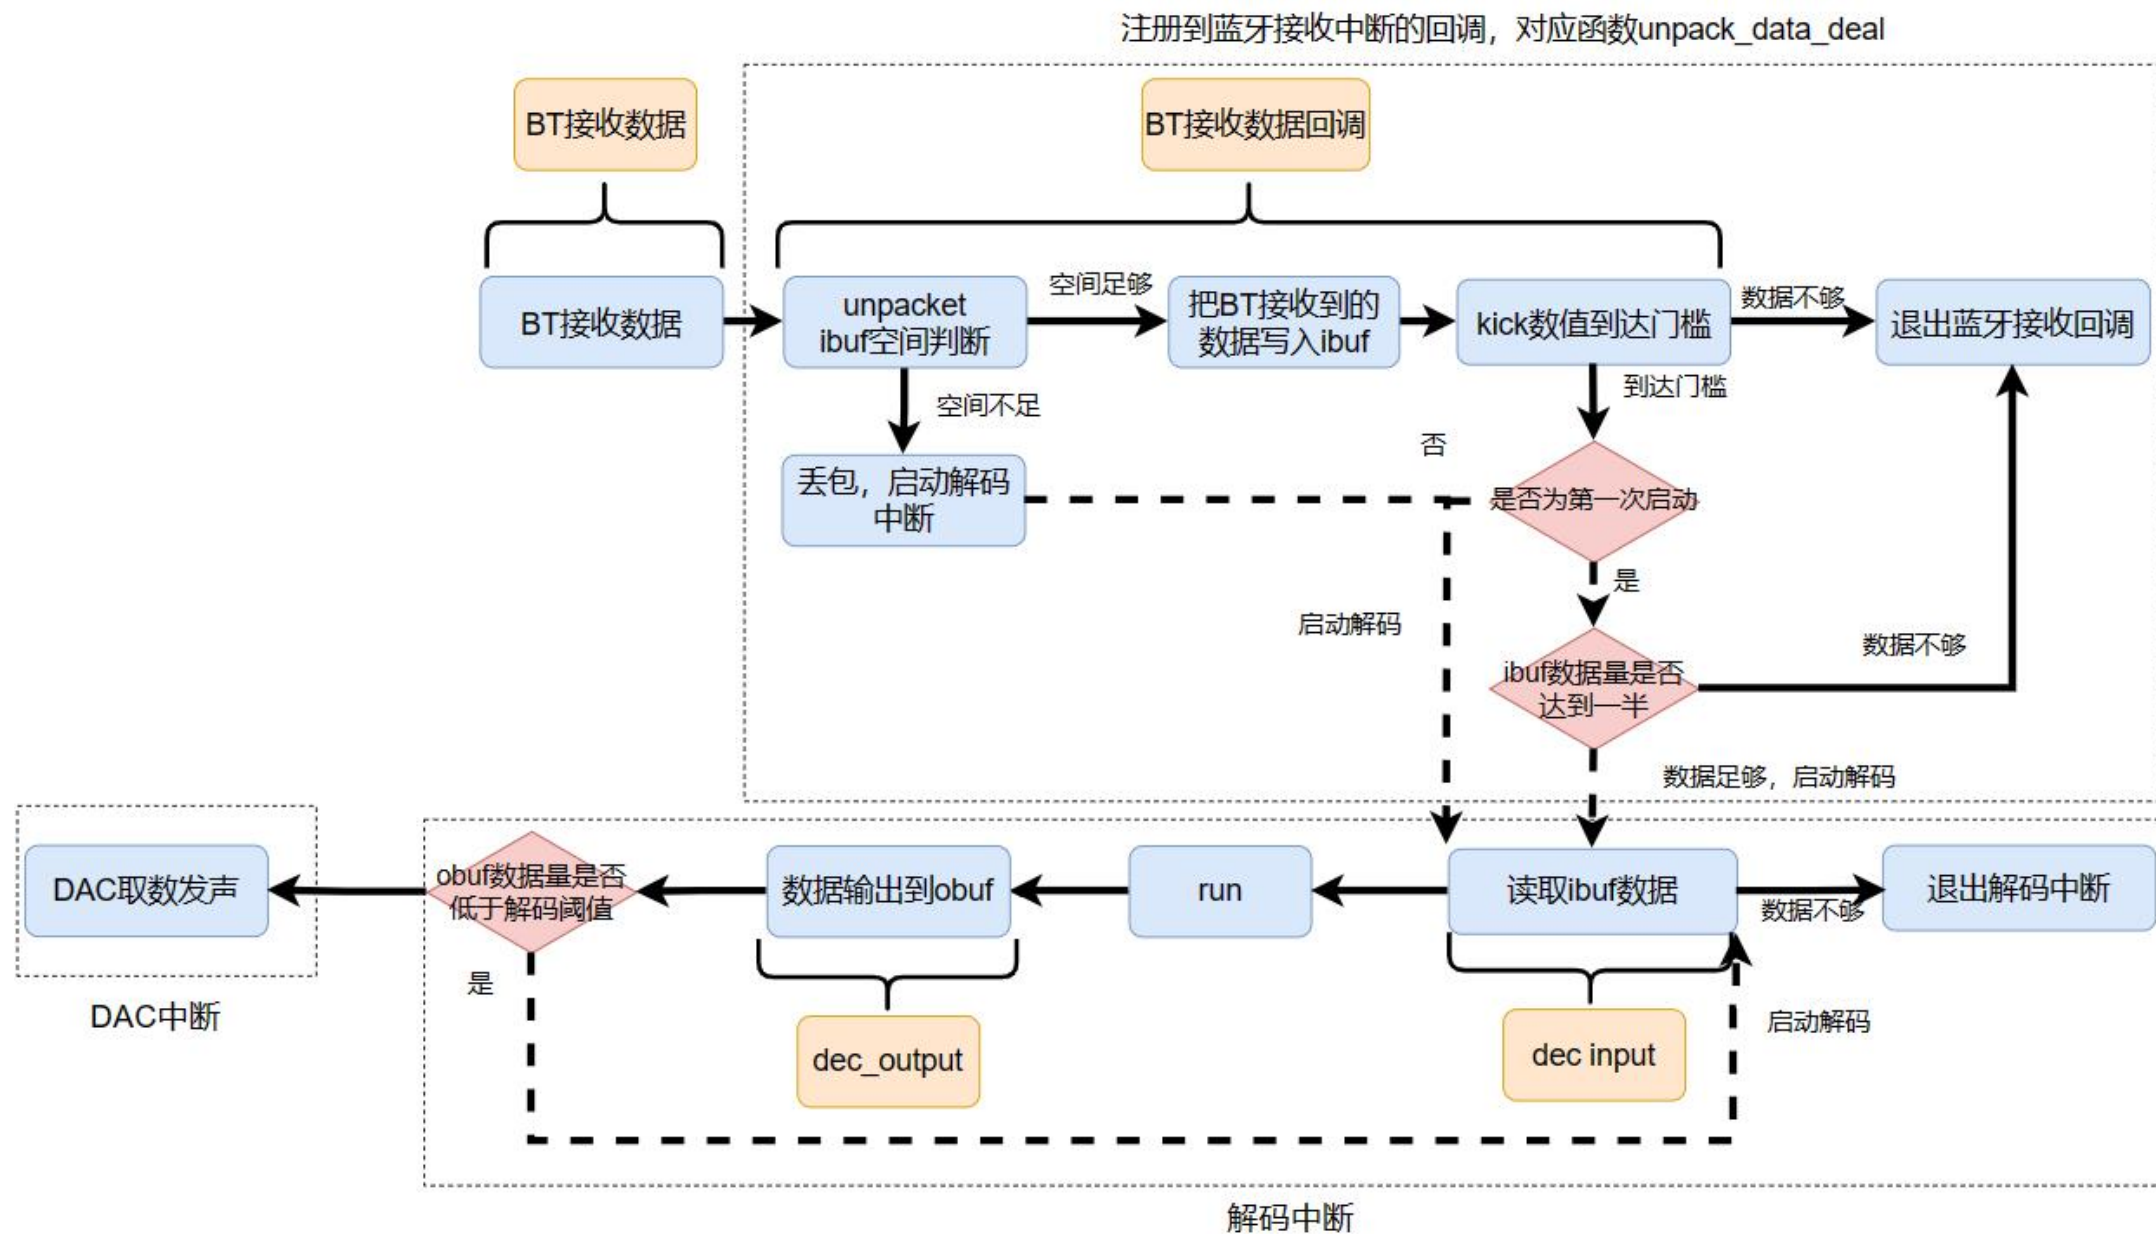 注册到蓝牙接收中断的回调，对应函数unpack_data_deal
BT接收数据
BT接收数据回调
BT接收数据
unpacket
ibuf空间判断
空间足够
把BT接收到的
数据写入ibuf
kick数值到达门槛
数据不够
退出蓝牙接收回调
空间不足
到达门槛
丢包，启动解码
中断
否
是否为第一次启动
是
启动解码
ibuf数据量是否
达到一半
数据不够
数据足够，启动解码
DAC取数发声
obuf数据量是否
低于解码阈值
数据输出到obuf
run
读取ibuf数据
数据不够
退出解码中断
是
DAC中断
dec_output
dec input
启动解码
解码中断